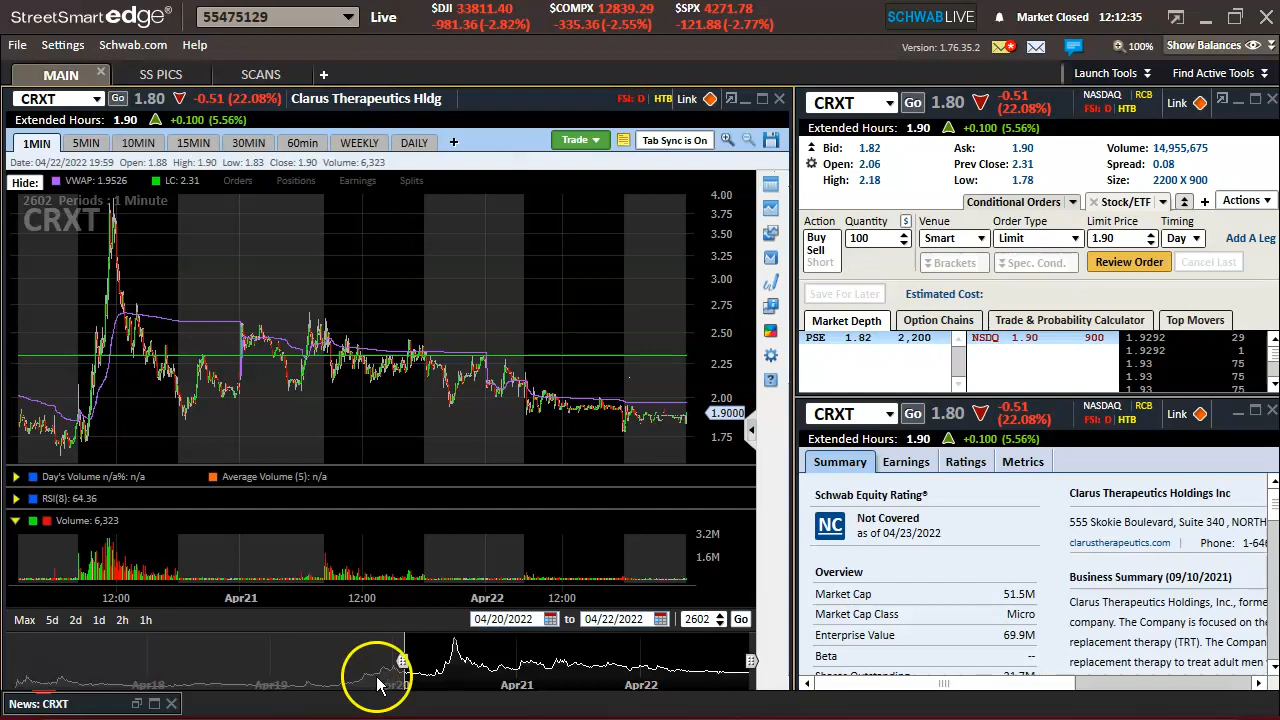 StreetSmart edge® 55475129 Live $DJI 33811.40 -981.36 (-2.82%) $COMPX 12839.29 -335.36 (-2.55%) $SPX 4271.78 -121.88 (-2.77%) SCHWABLIVE Market Closed 12:12:35
File Settings Schwab.com Help Version: 1.76.35.2 100% Show Balances
MAIN SS PICS SCANS + Launch Tools Find Active Tools
CRXT Go 1.80 -0.51 (22.08%) Clarus Therapeutics Hldg FSI: D HTB Link
Extended Hours: 1.90 +0.100 (5.56%)
1MIN 5MIN 10MIN 15MIN 30MIN 60min WEEKLY DAILY + Trade Tab Sync is On
Date: 04/22/2022 19:59 Open: 1.88 High: 1.90 Low: 1.83 Close: 1.90 Volume: 6,323
Hide: VWAP: 1.9526 LC: 2.31 Orders Positions Earnings Splits
2602 Periods : 1 Minute
CRXT
4.00
3.75
3.50
3.25
3.00
2.75
2.50
2.25
2.00
1.9000
1.75
Day's Volume n/a%: n/a Average Volume (5): n/a
RSI(8): 64.36
Volume: 6,323
3.2M
1.6M
12:00 Apr21 12:00 Apr22 12:00
Max 5d 2d 1d 2h 1h 04/20/2022 to 04/22/2022 2602 Go
Apr18 Apr19 Apr20 Apr21 Apr22
News: CRXT
CRXT Go 1.80 -0.51 (22.08%) NASDAQ RCB FSI: D HTB Link
Extended Hours: 1.90 +0.100 (5.56%)
Bid: 1.82 Ask: 1.90 Volume: 14,955,675
Open: 2.06 Prev Close: 2.31 Spread: 0.08
High: 2.18 Low: 1.78 Size: 2200 X 900
Conditional Orders Stock/ETF + Actions
Action Quantity $ Venue Order Type Limit Price Timing
Buy Sell Short 100 Smart Limit 1.90 Day Add A Leg
Brackets Spec. Cond. Review Order Cancel Last
Save For Later Estimated Cost:
Market Depth Option Chains Trade & Probability Calculator Top Movers
PSE 1.82 2,200 NSDQ 1.90 900 1.9292 29
1.9292 1
1.93 75
1.93 75
CRXT Go 1.80 -0.51 (22.08%) NASDAQ RCB FSI: D HTB Link
Extended Hours: 1.90 +0.100 (5.56%)
Summary Earnings Ratings Metrics
Schwab Equity Rating®
NC Not Covered
as of 04/23/2022
Overview
Market Cap 51.5M
Market Cap Class Micro
Enterprise Value 69.9M
Beta --
Shares Outstanding 21.7M
Clarus Therapeutics Holdings Inc
555 Skokie Boulevard, Suite 340 , NORTH
clarustherapeutics.com | Phone: 1-646
Business Summary (09/10/2021)
Clarus Therapeutics Holdings, Inc., forme
company. The Company is focused on the
replacement therapy (TRT). The Compan
replacement therapy to treat adult men